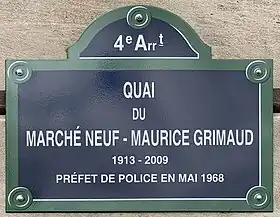 4e Arrt
QUAI
DU
MARCHÉ NEUF - MAURICE GRIMAUD
1913 - 2009
PRÉFET DE POLICE EN MAI 1968